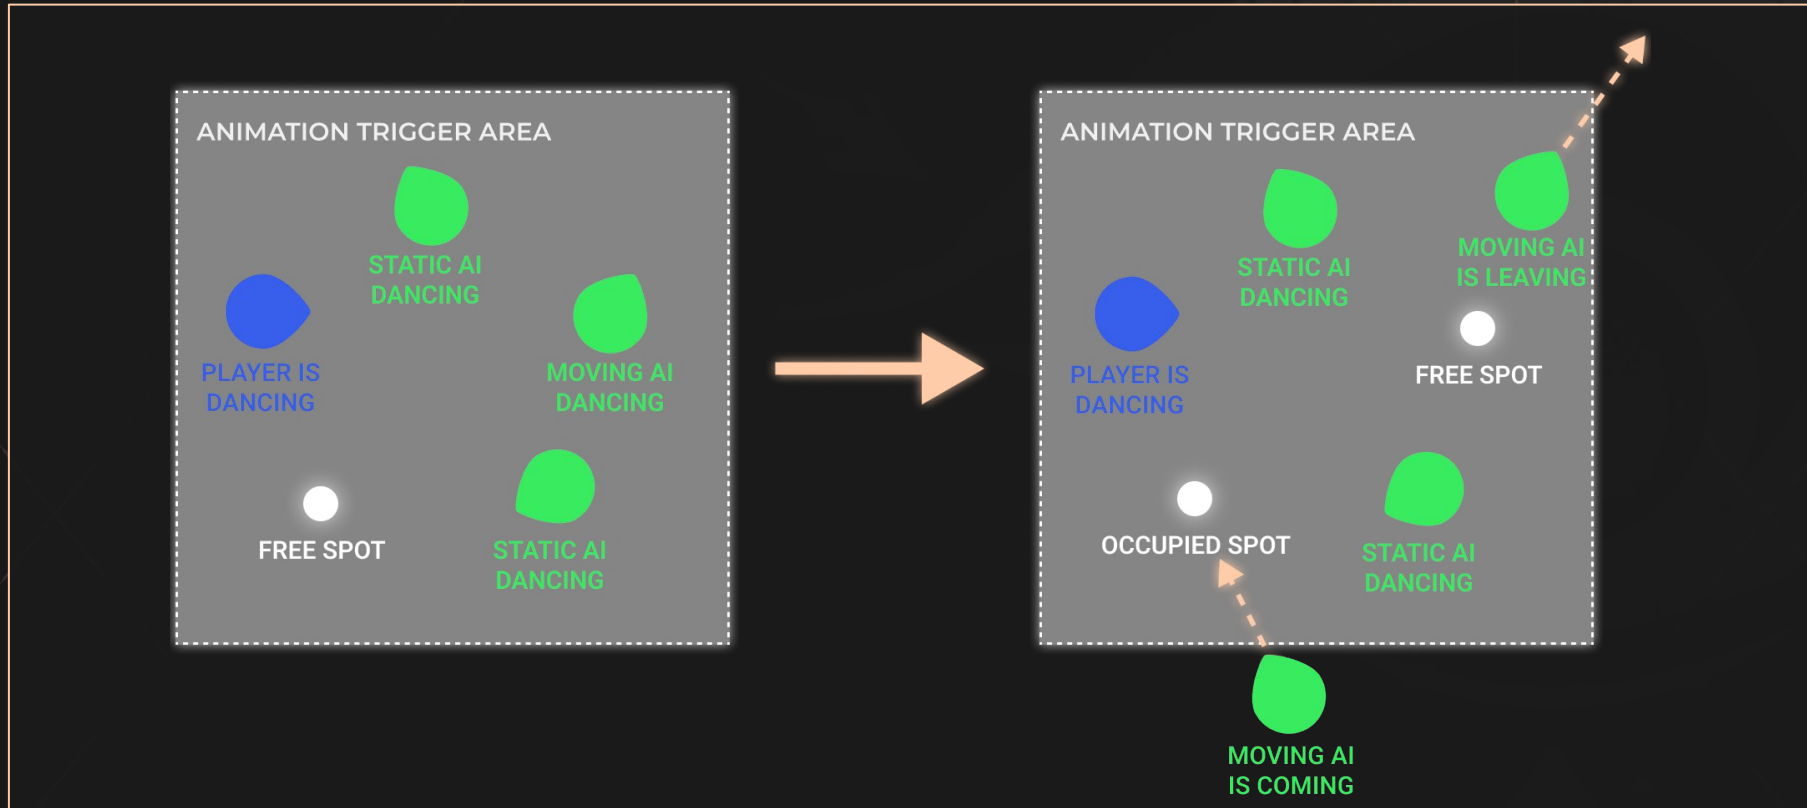 ANIMATION TRIGGER AREA
STATIC AI
DANCING
PLAYER IS
DANCING
MOVING AI
DANCING
FREE SPOT
STATIC AI
DANCING
ANIMATION TRIGGER AREA
MOVING AI
IS LEAVING
STATIC AI
DANCING
FREE SPOT
PLAYER IS
DANCING
OCCUPIED SPOT
STATIC AI
DANCING
MOVING AI
IS COMING